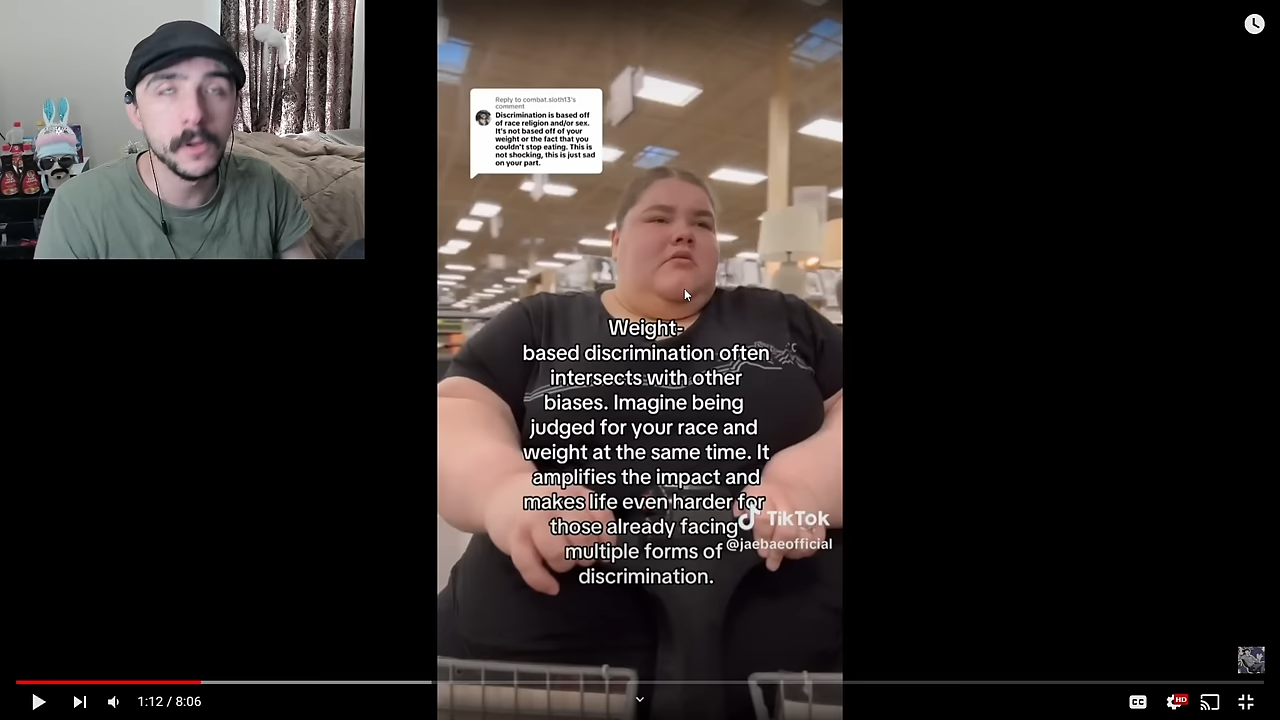 Reply to combat.sloth13's
comment
Discrimination is based off
of race religion and/or sex.
It's not based off of your
weight or the fact that you
couldn't stop eating. This is
not shocking, this is just sad
on your part.
Weight-
based discrimination often
intersects with other
biases. Imagine being
judged for your race and
weight at the same time. It
amplifies the impact and
makes life even harder for
those already facing
multiple forms of
discrimination.
TikTok
@jaebaeofficial
1:12 / 8:06
CC
HD